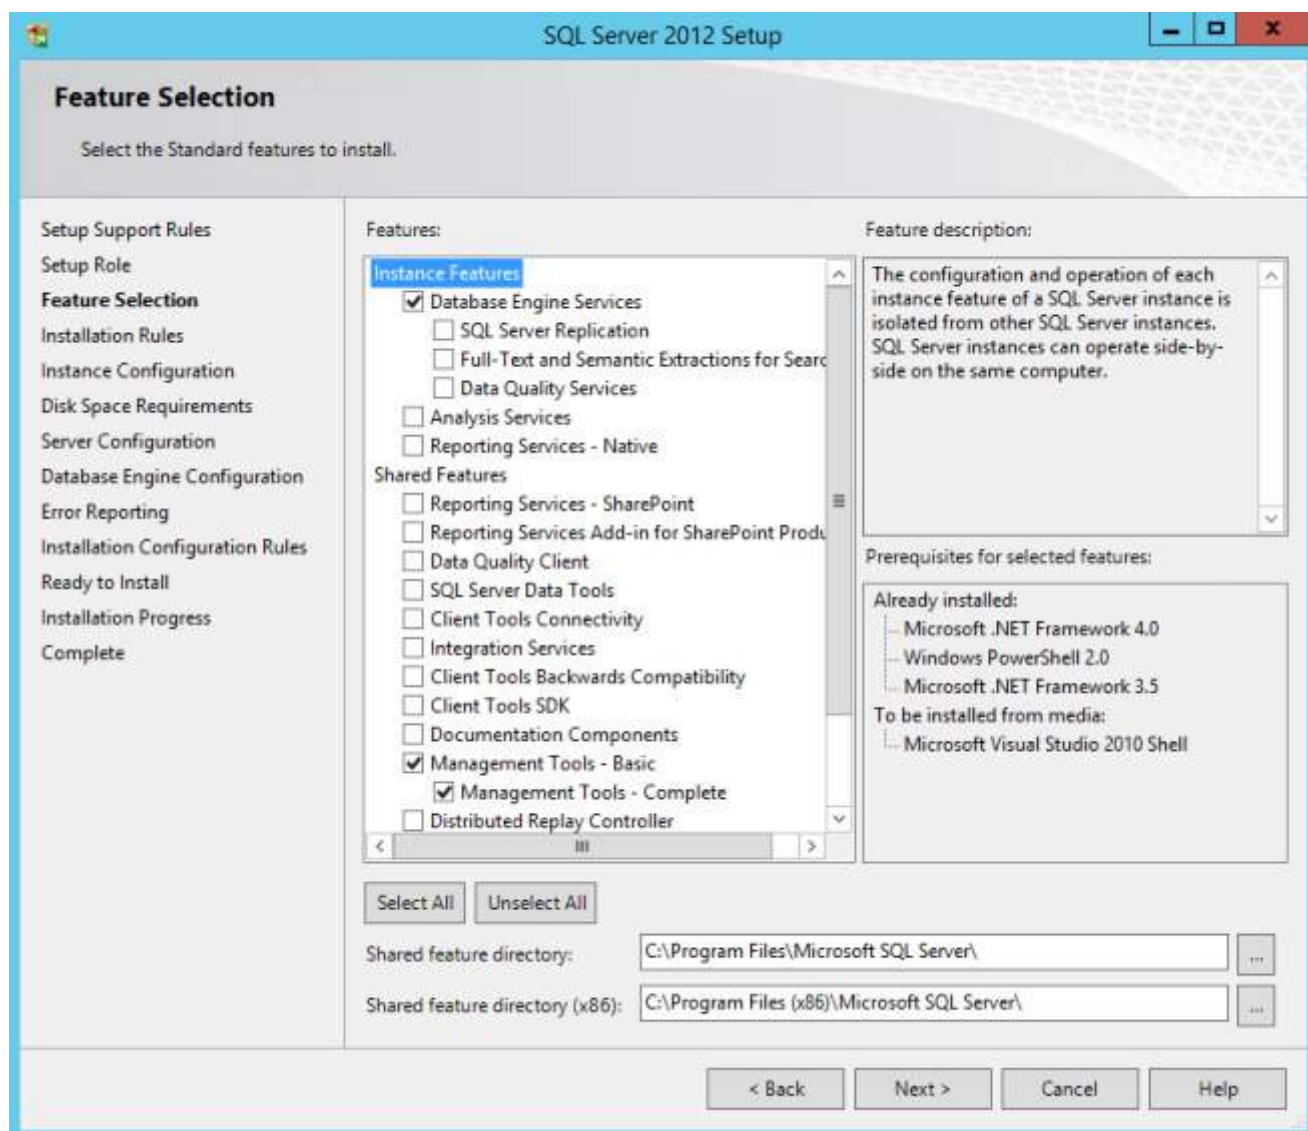 SQL Server 2012 Setup
Feature Selection
Select the Standard features to install.
Setup Support Rules
Setup Role
Feature Selection
Installation Rules
Instance Configuration
Disk Space Requirements
Server Configuration
Database Engine Configuration
Error Reporting
Installation Configuration Rules
Ready to Install
Installation Progress
Complete
Features:
Instance Features
Database Engine Services
SQL Server Replication
Full-Text and Semantic Extractions for Searc
Data Quality Services
Analysis Services
Reporting Services - Native
Shared Features
Reporting Services - SharePoint
Reporting Services Add-in for SharePoint Produ
Data Quality Client
SQL Server Data Tools
Client Tools Connectivity
Integration Services
Client Tools Backwards Compatibility
Client Tools SDK
Documentation Components
Management Tools - Basic
Management Tools - Complete
Distributed Replay Controller
Feature description:
The configuration and operation of each
instance feature of a SQL Server instance is
isolated from other SQL Server instances.
SQL Server instances can operate side-by-
side on the same computer.
Prerequisites for selected features:
Already installed:
Microsoft .NET Framework 4.0
Windows PowerShell 2.0
Microsoft .NET Framework 3.5
To be installed from media:
Microsoft Visual Studio 2010 Shell
Select All
Unselect All
Shared feature directory:
C:\Program Files\Microsoft SQL Server\
...
Shared feature directory (x86):
C:\Program Files (x86)\Microsoft SQL Server\
...
< Back
Next >
Cancel
Help